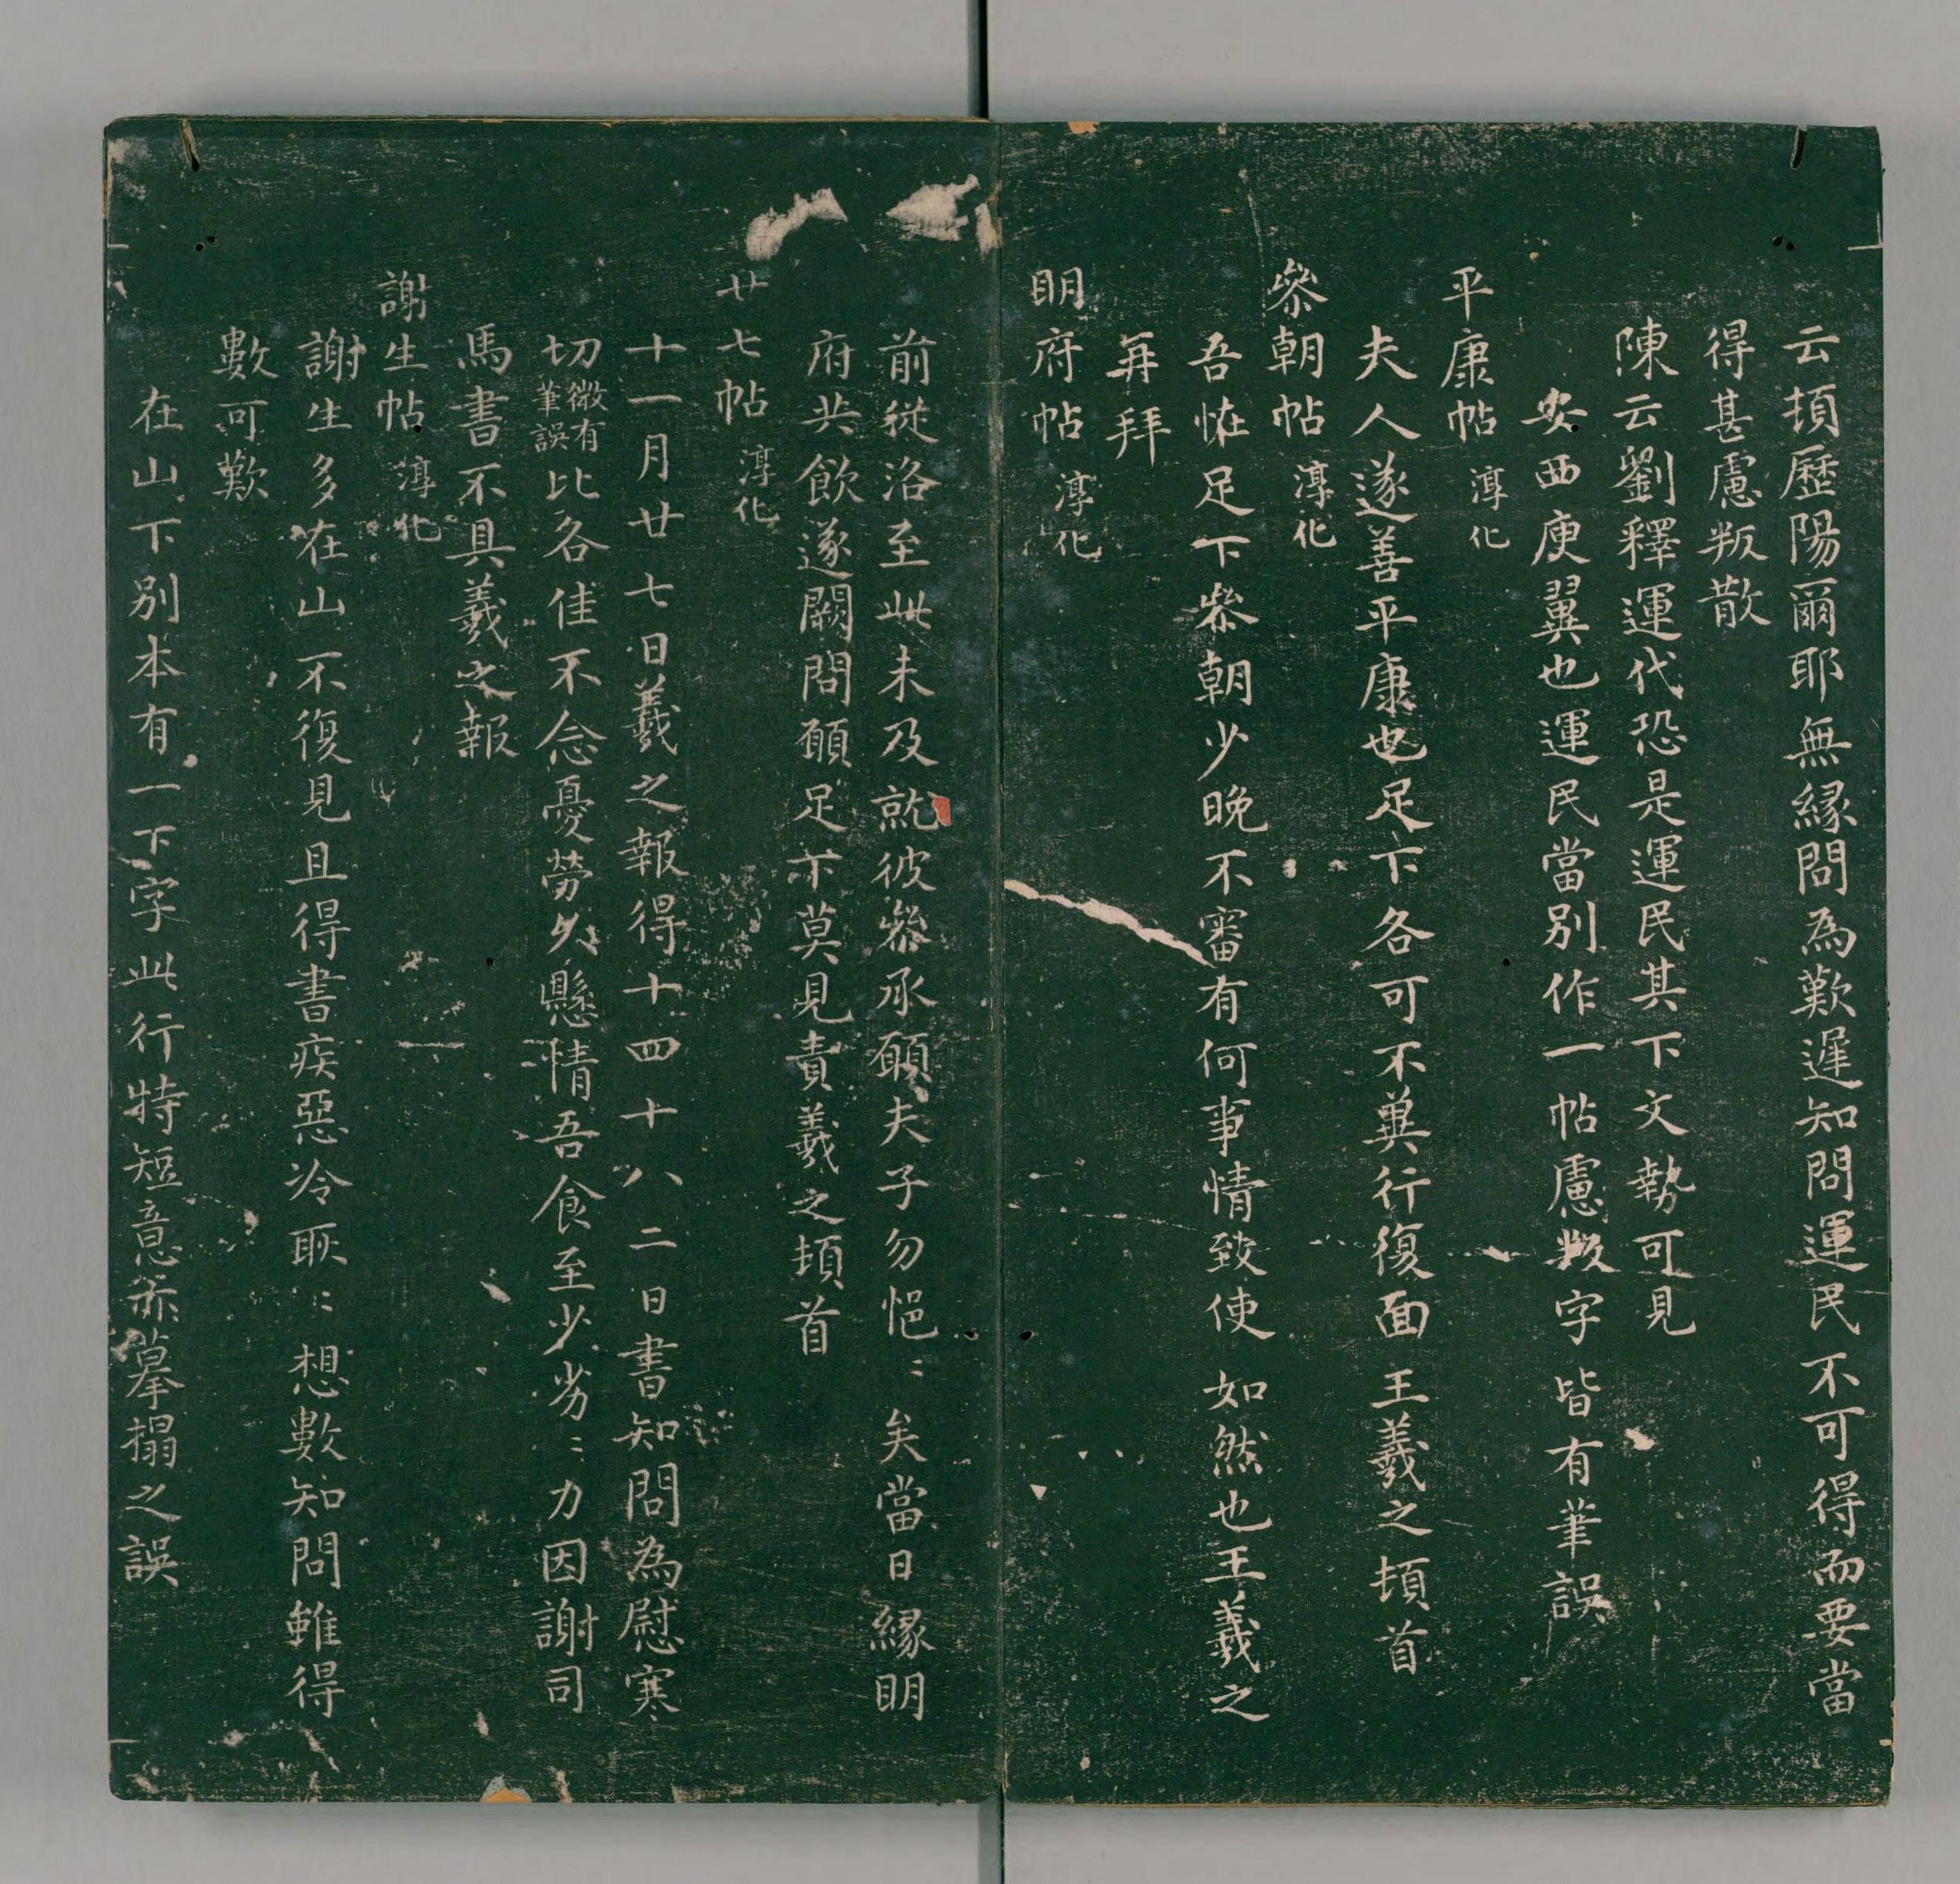 云頓歷陽爾耶無緣問為歎遲知問運民不可得而要當
得甚慮叛散
陳云劉釋運代恐是運民其下文勢可見
安西庾翼也運民當別作一帖慮數字皆有筆誤
平康帖 淳化
夫人遂善平康也足下各可不冀行復面王羲之頓首
叅朝帖 淳化
吾恠足下叅朝少晚不審有何事情致使如然也王羲之
再拜
明府帖 淳化
前從洛至此未及就彼叅承願夫子勿悒〻矣當日緣明
府共飲遂闕問願足下莫見責羲之頓首
廿七帖 淳化
十一月廿七日羲之報得十四十八二日書知問為慰寒
切微有筆誤比各佳不念憂勞久懸情吾食至少劣〻力因謝司
馬書不具羲之報
謝生帖 淳化
謝生多在山不復見且得書疾惡冷耿〻想數知問雖得
數可歎
在山下別本有一下字此行特短意亦摹搨之誤